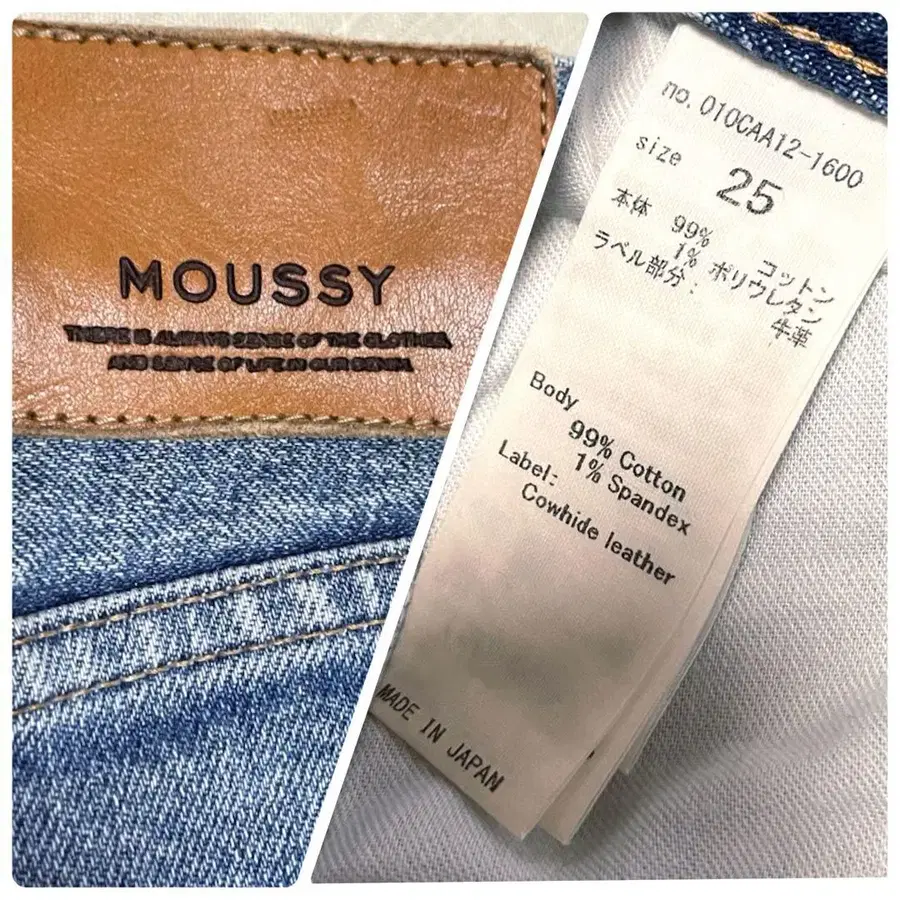 MOUSSY
THERE IS ALWAYS SENSE OF THE CLOTHES,
AND SENSE OF LIFE IN OUR DENIM.
no. 010CAA12-1600
size 25
本体 99% コットン
1% ポリウレタン
ラベル部分: 牛革
Body
99% Cotton
1% Spandex
Label:
Cowhide leather
MADE IN JAPAN